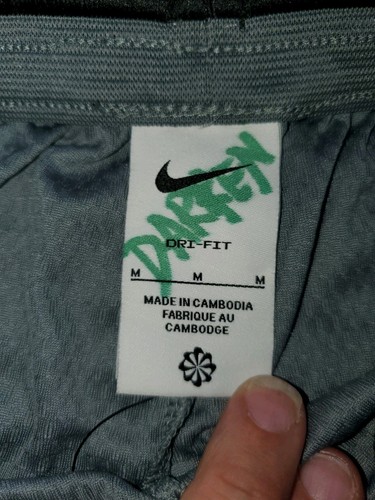 DARREN
DRI-FIT
M M M
MADE IN CAMBODIA
FABRIQUE AU
CAMBODGE